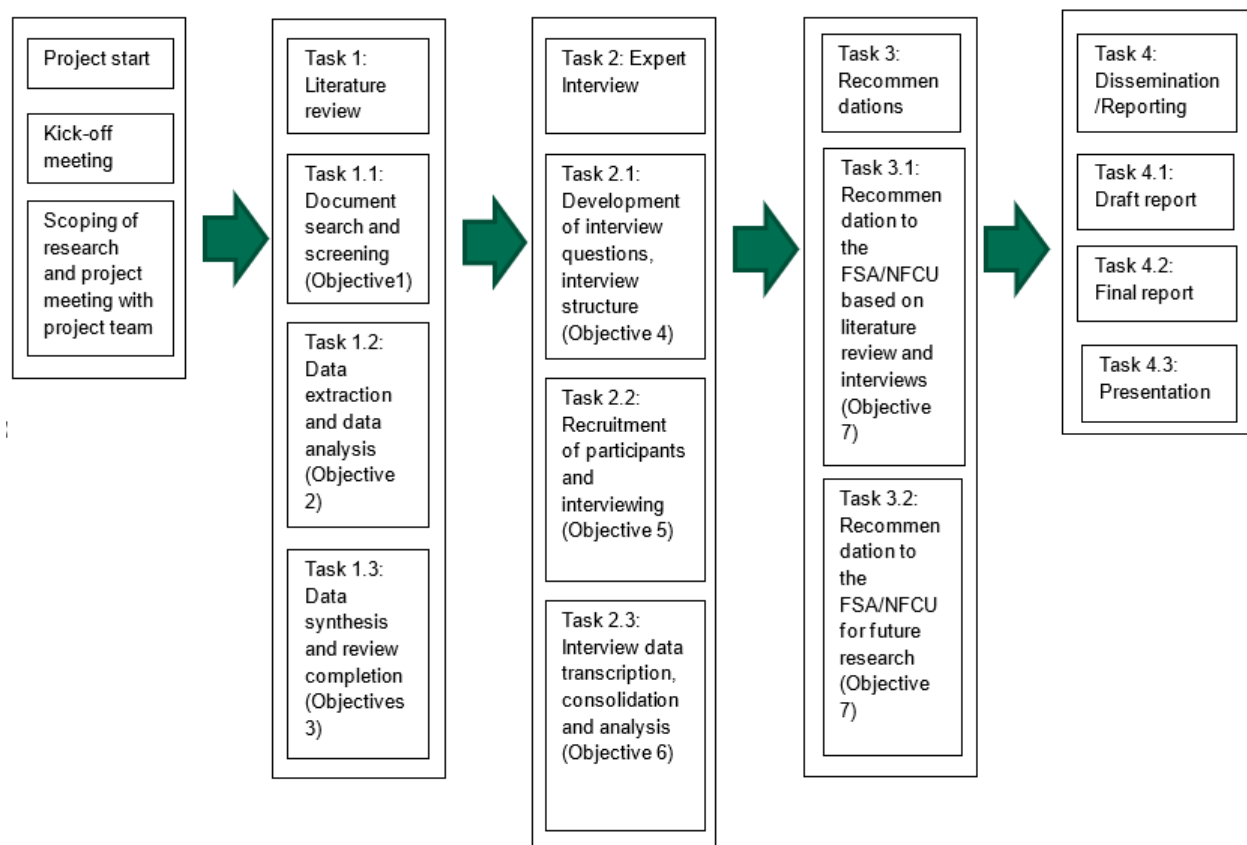 Project start
Kick-off
meeting
Scoping of
research
and project
meeting with
project team
Task 1:
Literature
review
Task 1.1:
Document
search and
screening
(Objective1)
Task 1.2:
Data
extraction
and data
analysis
(Objective
2)
Task 1.3:
Data
synthesis
and review
completion
(Objectives
3)
Task 2: Expert
Interview
Task 2.1:
Development
of interview
questions,
interview
structure
(Objective 4)
Task 2.2:
Recruitment
of participants
and
interviewing
(Objective 5)
Task 2.3:
Interview data
transcription,
consolidation
and analysis
(Objective 6)
Task 3:
Recommen
dations
Task 3.1:
Recommen
dation to
the
FSA/NFCU
based on
literature
review and
interviews
(Objective
7)
Task 3.2:
Recommen
dation to
the
FSA/NFCU
for future
research
(Objective
7)
Task 4:
Dissemination
/Reporting
Task 4.1:
Draft report
Task 4.2:
Final report
Task 4.3:
Presentation